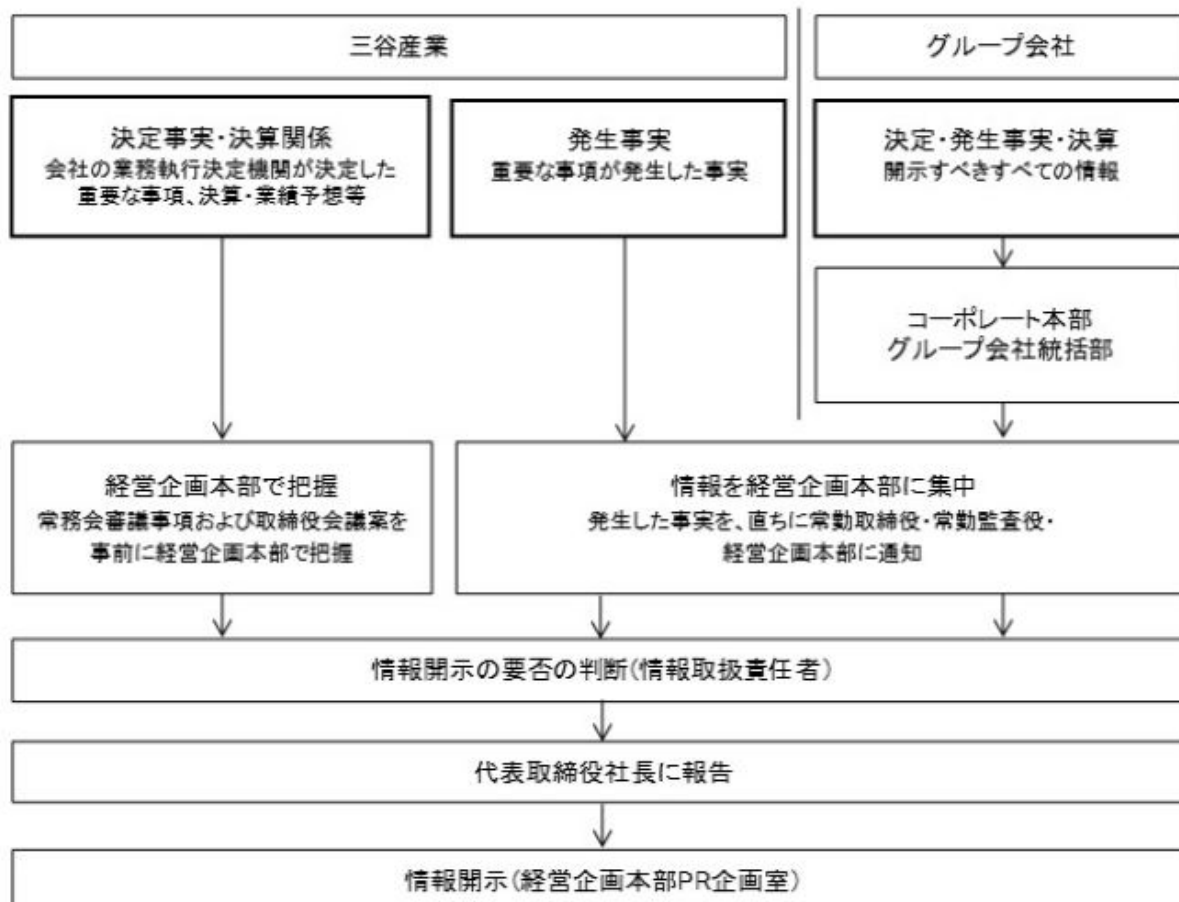 三谷産業
グループ会社
決定事実・決算関係
会社の業務執行決定機関が決定した
重要な事項、決算・業績予想等
発生事実
重要な事項が発生した事実
決定・発生事実・決算
開示すべきすべての情報
コーポレート本部
グループ会社統括部
経営企画本部で把握
常務会審議事項および取締役会議案を
事前に経営企画本部で把握
情報を経営企画本部に集中
発生した事実を、直ちに常勤取締役・常勤監査役・
経営企画本部に通知
情報開示の要否の判断(情報取扱責任者)
代表取締役社長に報告
情報開示(経営企画本部PR企画室)